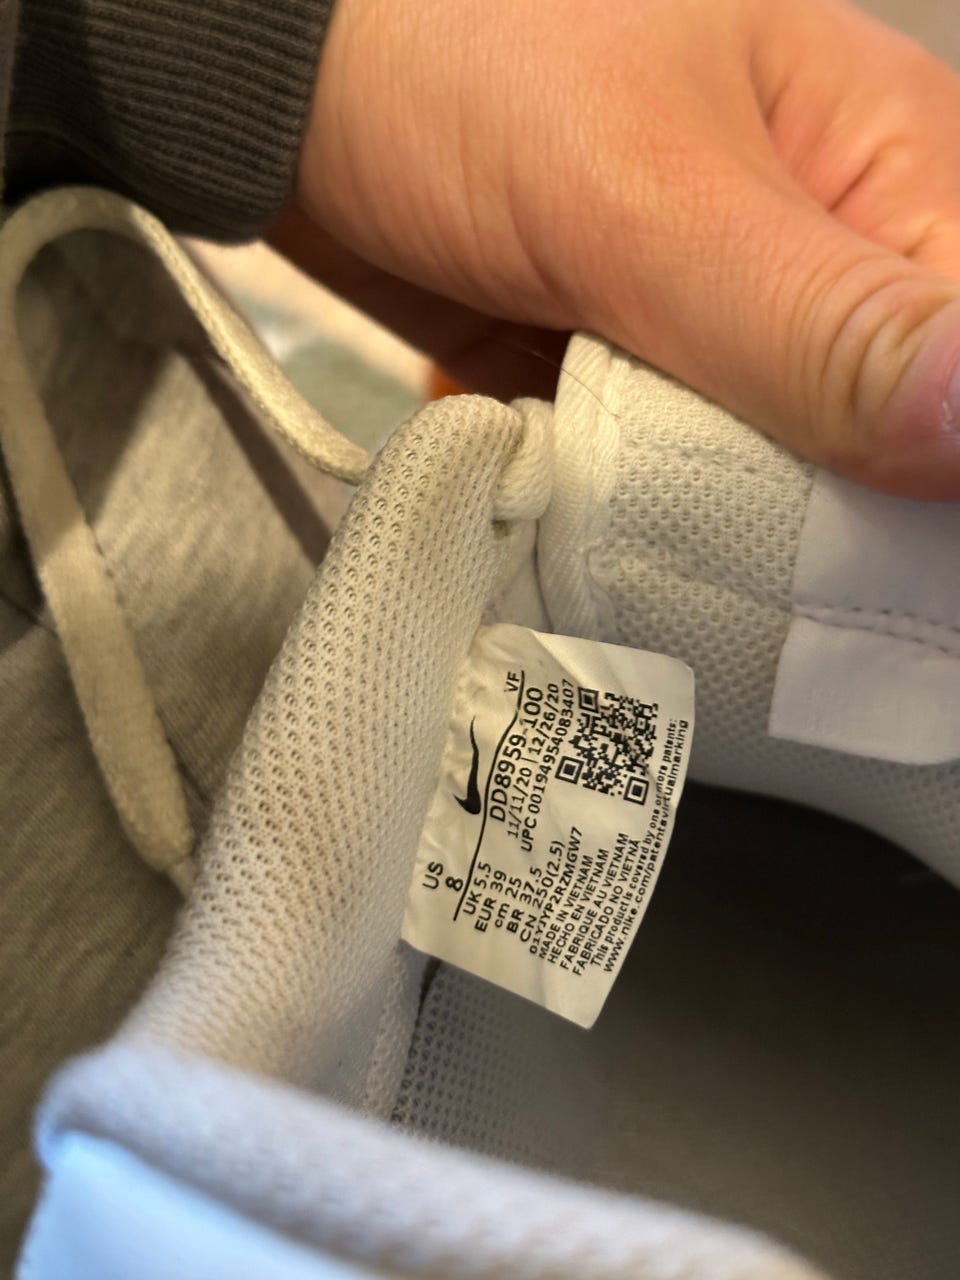 US
8
VF
DD8959-100
11/11/20 | 12/26/20
UPC 00194954083407
UK 5.5
EUR 39
cm 25
BR 37.5
CN 250(2.5)
01YJYP2RZMGW7
MADE IN VIETNAM
HECHO EN VIETNAM
FABRIQUE AU VIETNAM
FABRICADO NO VIETNÃ
This product is covered by one or more patents:
www.nike.com/patentsvirtualmarking